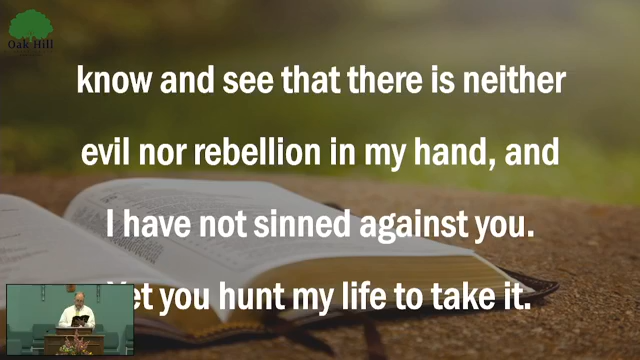 Oak Hill
know and see that there is neither
evil nor rebellion in my hand, and
I have not sinned against you.
Yet you hunt my life to take it.